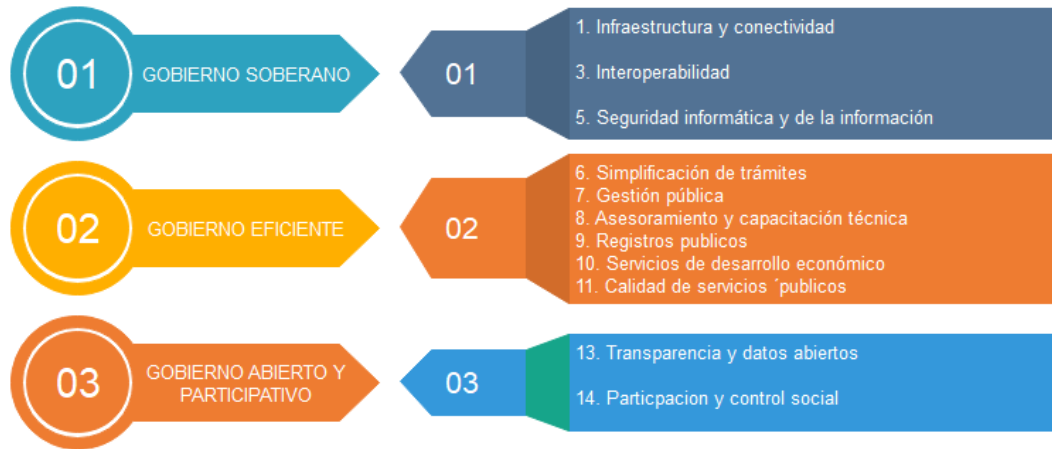 01
GOBIERNO SOBERANO
01
1. Infraestructura y conectividad
3. Interoperabilidad
5. Seguridad informática y de la información
02
GOBIERNO EFICIENTE
02
6. Simplificación de trámites
7. Gestión pública
8. Asesoramiento y capacitación técnica
9. Registros publicos
10. Servicios de desarrollo económico
11. Calidad de servicios ´publicos
03
GOBIERNO ABIERTO Y
PARTICIPATIVO
03
13. Transparencia y datos abiertos
14. Particpacion y control social